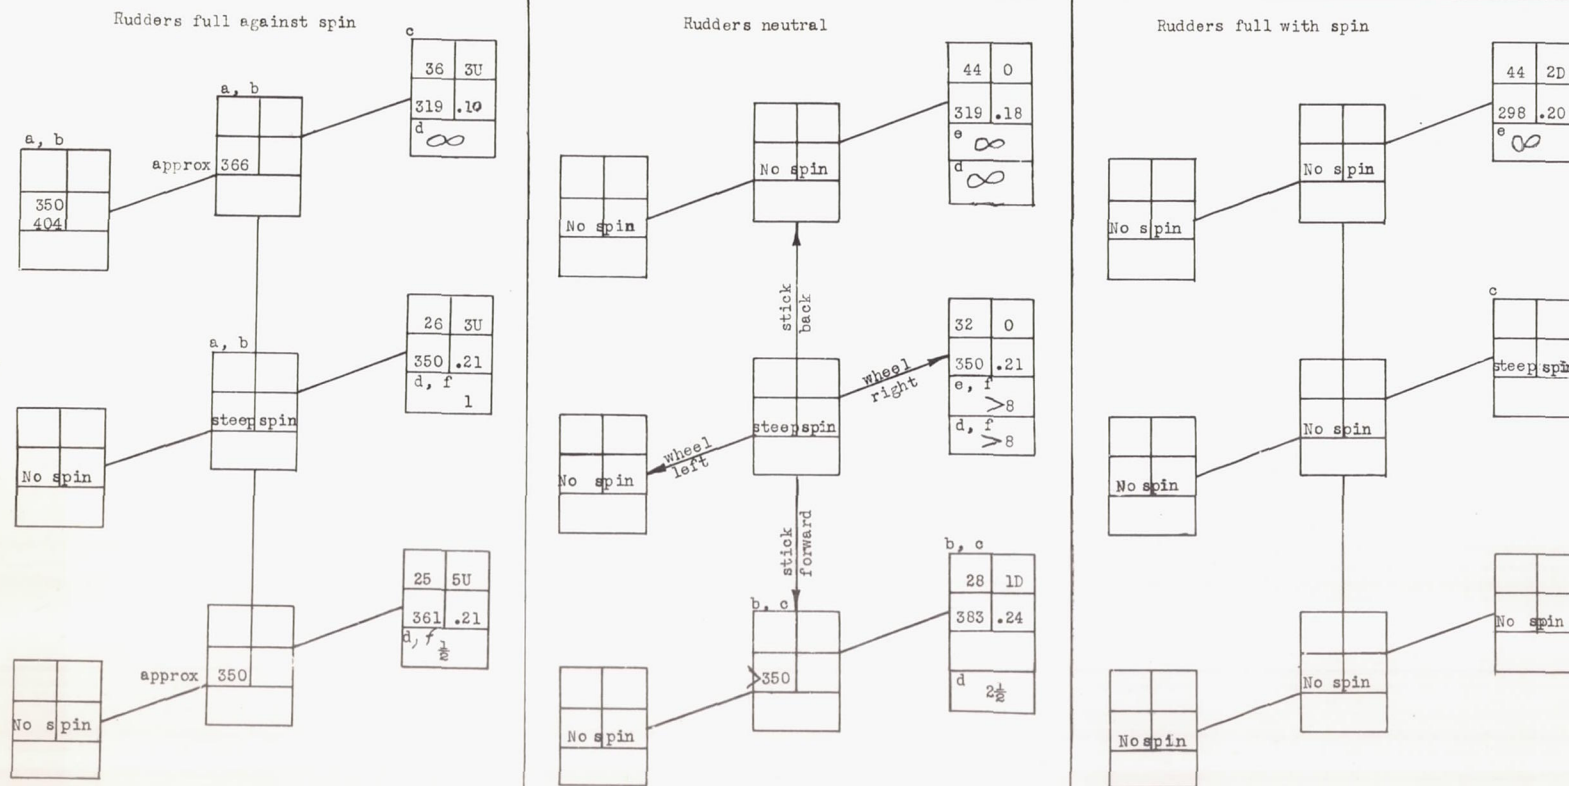 Rudders full against spin
c
36 3U
319 .10
d ∞
a, b
approx 366
a, b
350
404
26 3U
350 .21
d, f
1
a, b
steep spin
No spin
25 5U
361 .21
d, f ½
approx 350
No spin
Rudders neutral
44 0
319 .18
e ∞
d ∞
No spin
No spin
stick
back
32 0
350 .21
e, f
>8
d, f
>8
wheel
right
steep spin
wheel
left
No spin
stick
forward
b, c
28 1D
383 .24
d 2½
b, c
>350
No spin
Rudders full with spin
44 2D
298 .20
e ∞
No spin
No spin
c
steep spin
No spin
No spin
No spin
No spin
No spin